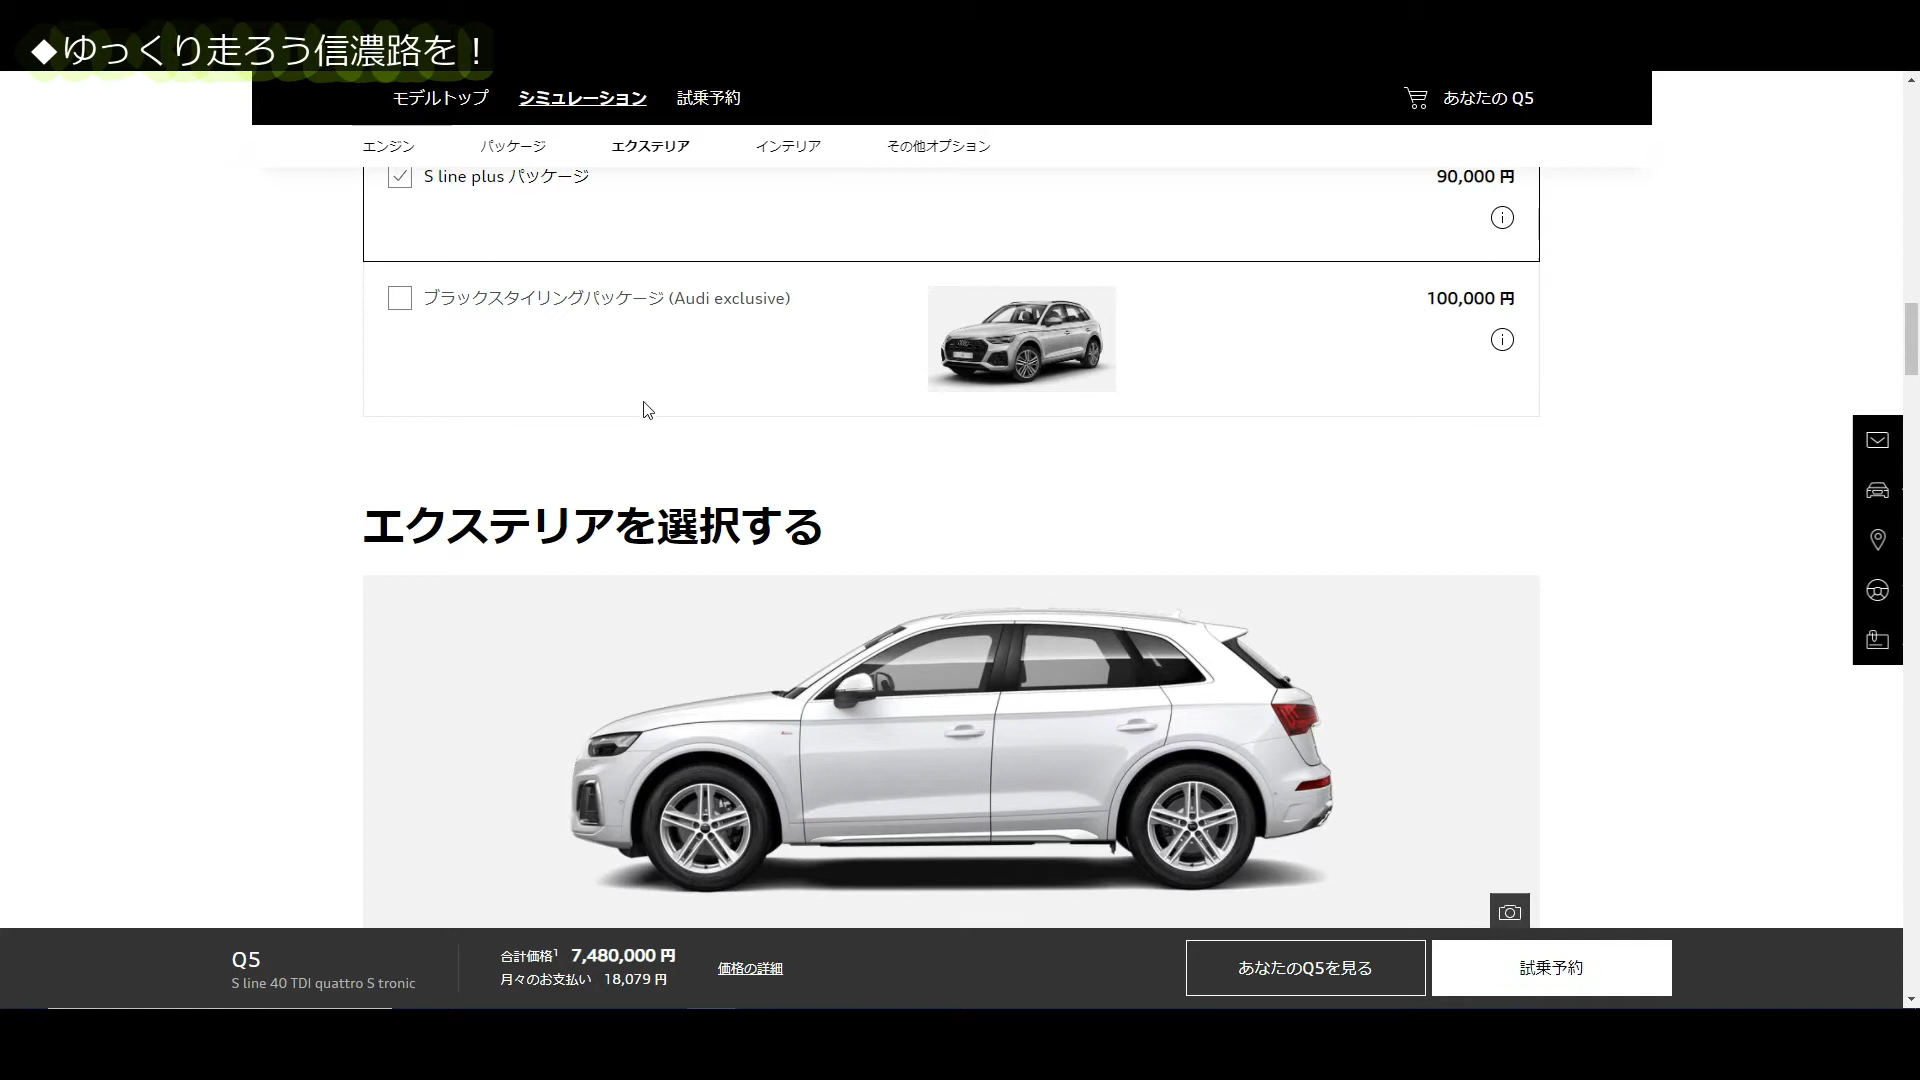 ◆ゆっくり走ろう信濃路を！
モデルトップ シミュレーション 試乗予約 あなたの Q5
エンジン パッケージ エクステリア インテリア その他オプション
S line plus パッケージ 90,000 円
ブラックスタイリングパッケージ (Audi exclusive) 100,000 円
エクステリアを選択する
Q5
S line 40 TDI quattro S tronic
合計価格¹ 7,480,000 円
月々のお支払い 18,079 円
価格の詳細
あなたのQ5を見る
試乗予約